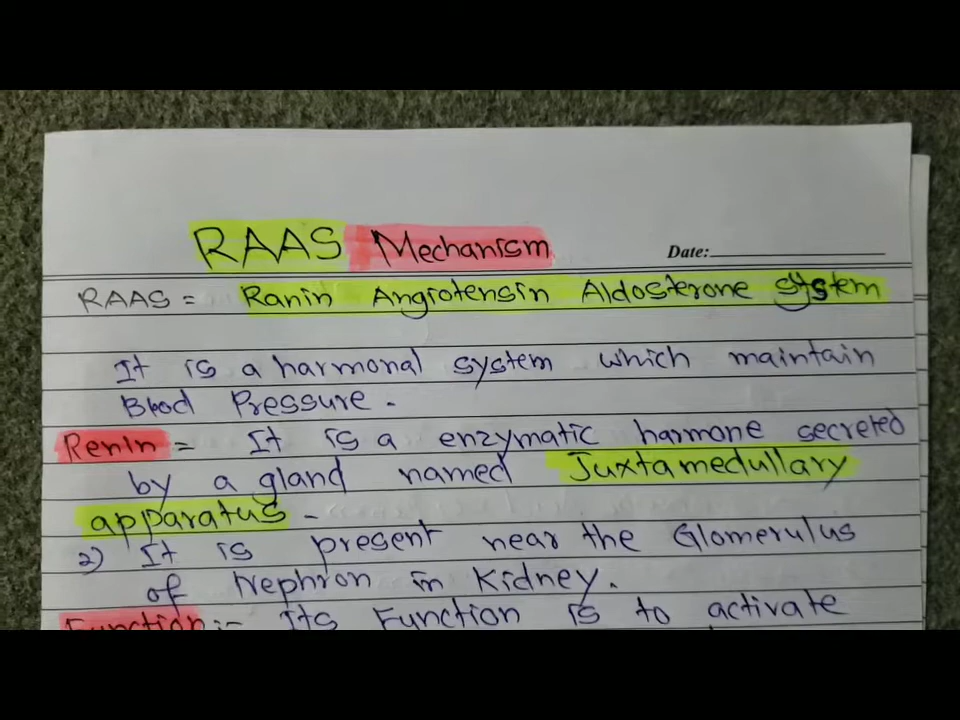 RAAS Mechanism
Date:
RAAS = Ranin Angiotensin Aldosterone system
It is a harmonal system which maintain
Blood Pressure.
Renin = It is a enzymatic harmone secreted
by a gland named Juxtamedullary
apparatus -
2) It is present near the Glomerulus
of Nephron in Kidney.
Function :- Its Function is to activate